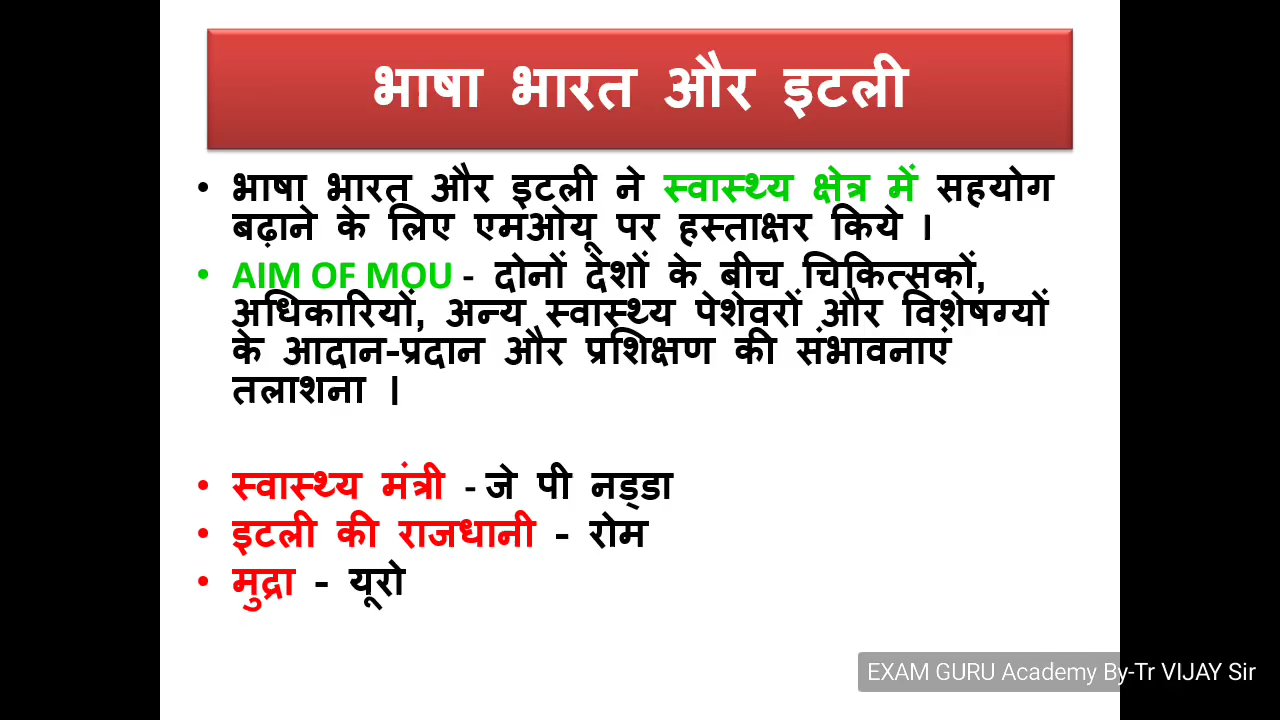 भाषा भारत और इटली
• भाषा भारत और इटली ने स्वास्थ्य क्षेत्र में सहयोग
बढ़ाने के लिए एमओयू पर हस्ताक्षर किये ।
• AIM OF MOU - दोनों देशों के बीच चिकित्सकों,
अधिकारियों, अन्य स्वास्थ्य पेशेवरों और विशेषग्यों
के आदान-प्रदान और प्रशिक्षण की संभावनाएं
तलाशना ।
• स्वास्थ्य मंत्री - जे पी नड्डा
• इटली की राजधानी – रोम
• मुद्रा – यूरो
EXAM GURU Academy By-Tr VIJAY Sir